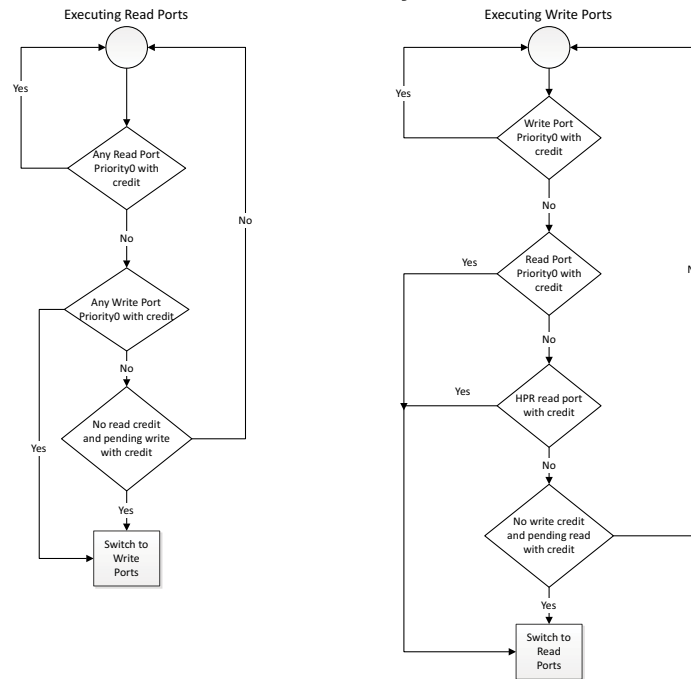 Executing Read Ports
Yes
Any Read Port
Priority0 with
credit
No
No
Any Write Port
Priority0 with credit
No
No read credit
and pending write
with credit
Yes
Yes
Switch to
Write
Ports
Executing Write Ports
Yes
Write Port
Priority0 with
credit
No
Yes
Read Port
Priority0 with
credit
No
Yes
HPR read port
with credit
No
No write credit
and pending read
with credit
Yes
Switch to
Read
Ports